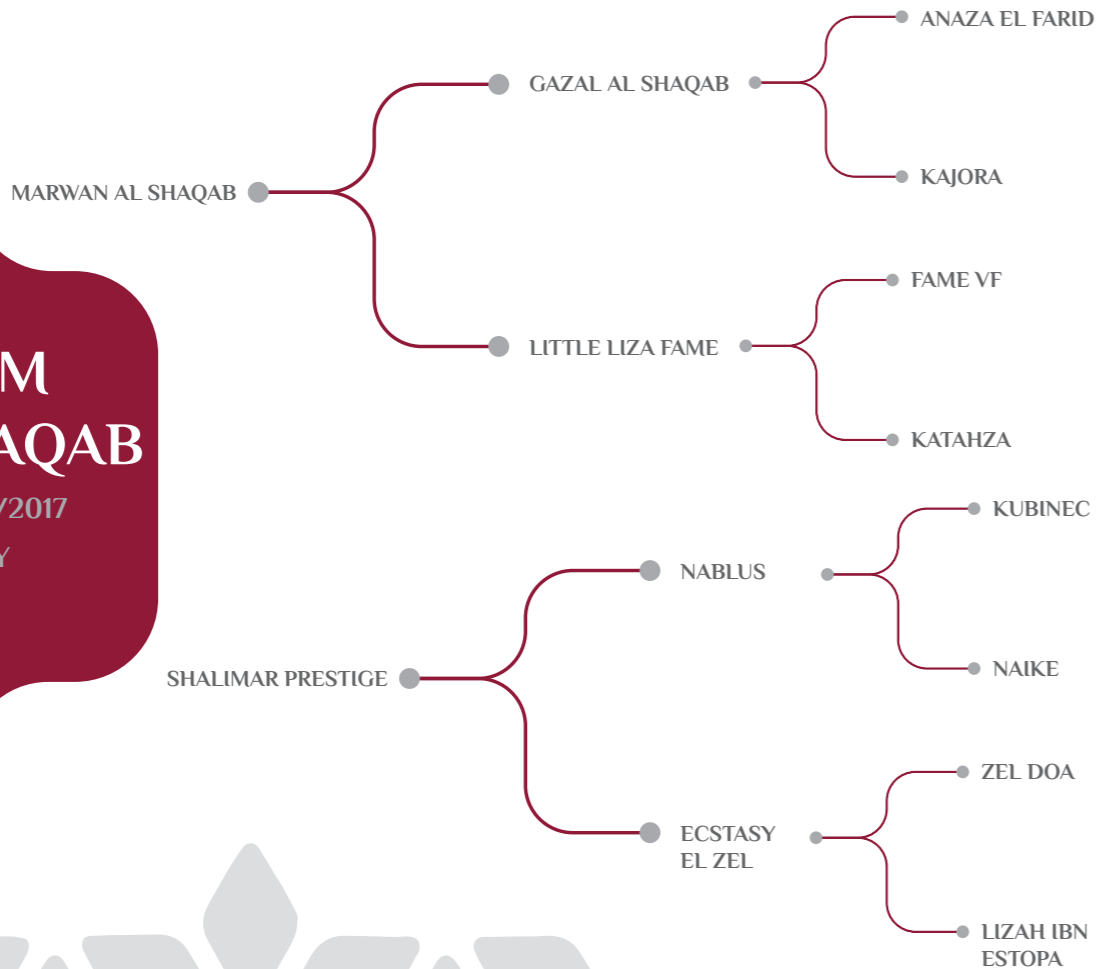 ANAZA EL FARID
GAZAL AL SHAQAB
KAJORA
MARWAN AL SHAQAB
FAME VF
LITTLE LIZA FAME
KATAHZA
M
AQAB
/2017
Y
KUBINEC
NABLUS
NAIKE
SHALIMAR PRESTIGE
ZEL DOA
ECSTASY
EL ZEL
LIZAH IBN
ESTOPA